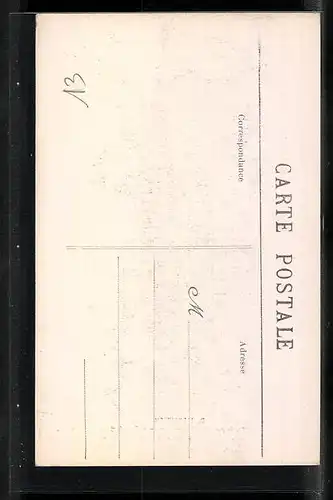 CARTE POSTALE
Correspondance
Adresse
M
13